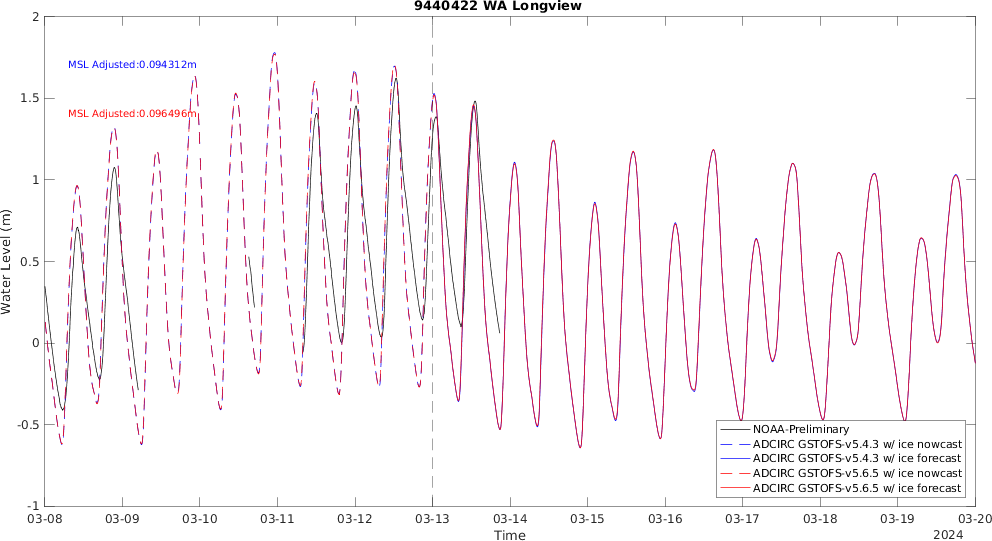 9440422 WA Longview
2
1.5
1
0.5
0
-0.5
-1
Water Level (m)
MSL Adjusted:0.094312m
MSL Adjusted:0.096496m
NOAA-Preliminary
ADCIRC GSTOFS-v5.4.3 w/ ice nowcast
ADCIRC GSTOFS-v5.4.3 w/ ice forecast
ADCIRC GSTOFS-v5.6.5 w/ ice nowcast
ADCIRC GSTOFS-v5.6.5 w/ ice forecast
03-08 03-09 03-10 03-11 03-12 03-13 03-14 03-15 03-16 03-17 03-18 03-19 03-20
Time
2024